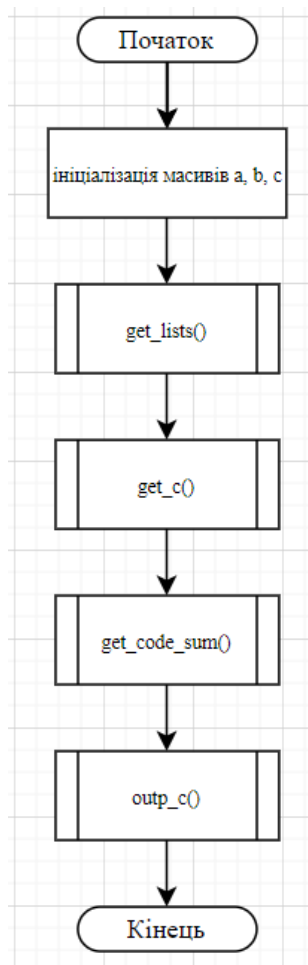 Початок
ініціалізація масивів a, b, c
get_lists()
get_c()
get_code_sum()
outp_c()
Кінець